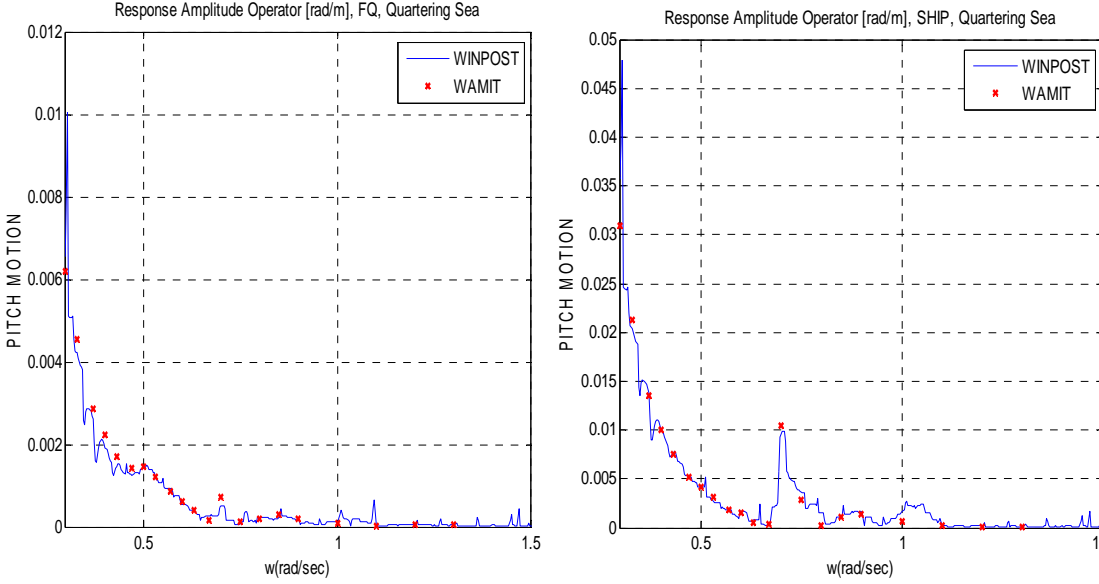 Response Amplitude Operator [rad/m], FQ, Quartering Sea
0.012
0.01
0.008
0.006
0.004
0.002
0
PITCH MOTION
WINPOST
WAMIT
0.5
1
1.5
w(rad/sec)
Response Amplitude Operator [rad/m], SHIP, Quartering Sea
0.05
0.045
0.04
0.035
0.03
0.025
0.02
0.015
0.01
0.005
0
PITCH MOTION
WINPOST
WAMIT
0.5
1
w(rad/sec)